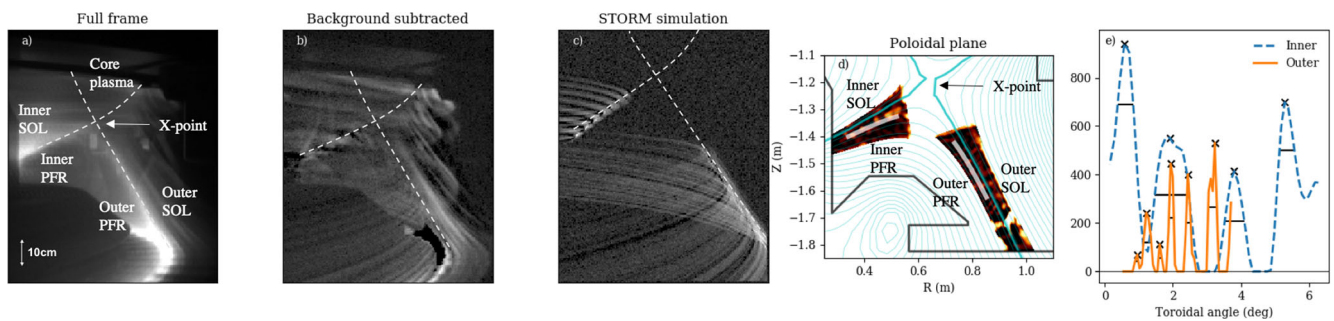 Full frame
a)
Core
plasma
Inner
SOL
X-point
Inner
PFR
Outer
SOL
Outer
PFR
10cm
Background subtracted
b)
STORM simulation
c)
Poloidal plane
d)
−1.1
−1.2
−1.3
−1.4
−1.5
−1.6
−1.7
−1.8
Z (m)
Inner
SOL
X-point
Inner
PFR
Outer
SOL
Outer
PFR
0.4
0.6
0.8
1.0
R (m)
e)
Inner
Outer
800
600
400
200
0
0
2
4
6
Toroidal angle (deg)